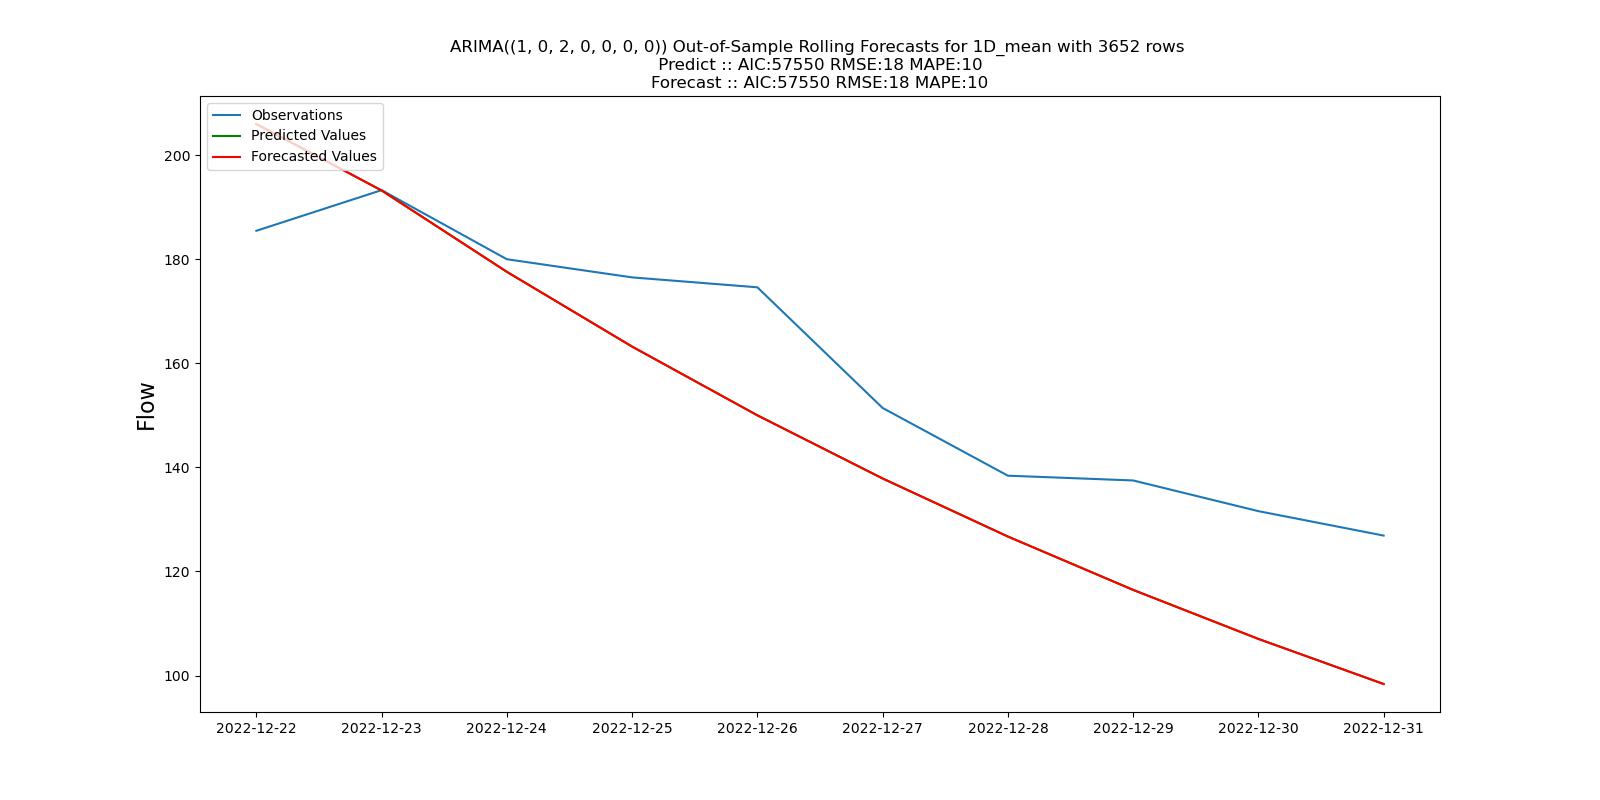 ARIMA((1, 0, 2, 0, 0, 0, 0)) Out-of-Sample Rolling Forecasts for 1D_mean with 3652 rows
Predict :: AIC:57550 RMSE:18 MAPE:10
Forecast :: AIC:57550 RMSE:18 MAPE:10
Observations
Predicted Values
Forecasted Values
200
180
160
140
120
100
Flow
2022-12-22 2022-12-23 2022-12-24 2022-12-25 2022-12-26 2022-12-27 2022-12-28 2022-12-29 2022-12-30 2022-12-31